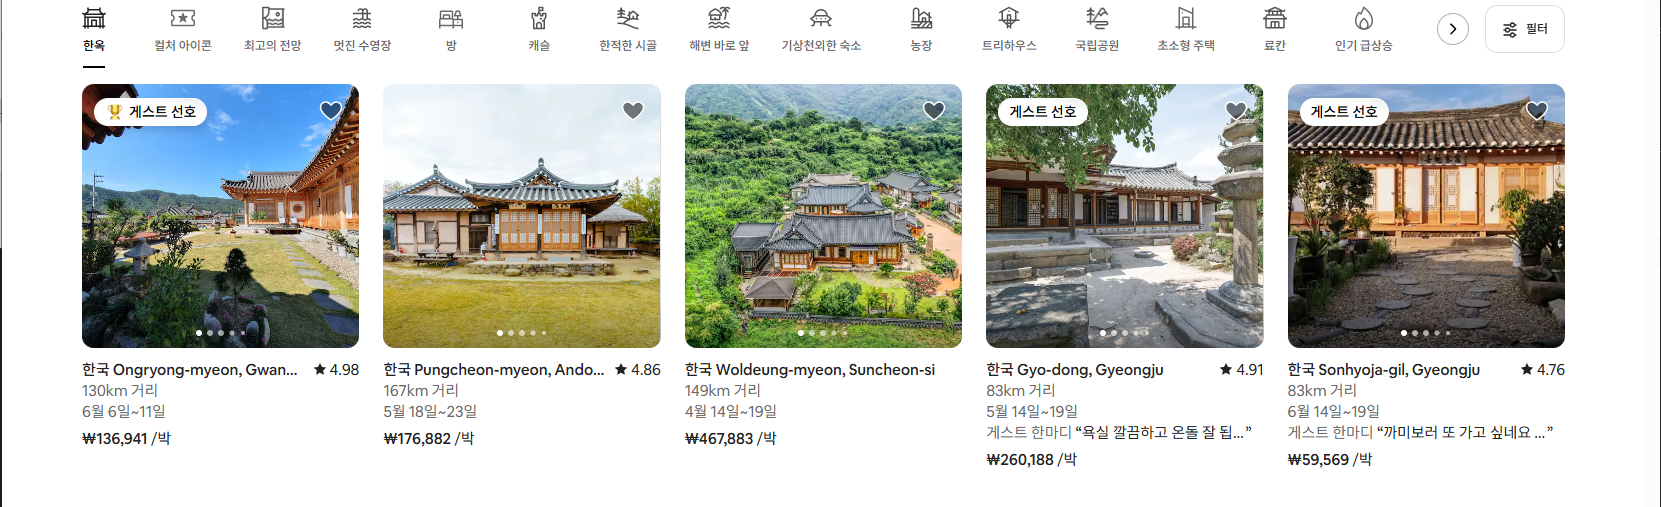 한옥
컬처 아이콘
최고의 전망
멋진 수영장
방
캐슬
한적한 시골
해변 바로 앞
기상천외한 숙소
농장
트리하우스
국립공원
초소형 주택
료칸
인기 급상승
필터
게스트 선호
한국 Ongryong-myeon, Gwan... 4.98
130km 거리
6월 6일~11일
₩136,941 /박
한국 Pungcheon-myeon, Ando... 4.86
167km 거리
5월 18일~23일
₩176,882 /박
한국 Woldeung-myeon, Suncheon-si
149km 거리
4월 14일~19일
₩467,883 /박
게스트 선호
한국 Gyo-dong, Gyeongju 4.91
83km 거리
5월 14일~19일
게스트 한마디 “욕실 깔끔하고 온돌 잘 됩...”
₩260,188 /박
게스트 선호
한국 Sonhyoja-gil, Gyeongju 4.76
83km 거리
6월 14일~19일
게스트 한마디 “까미보러 또 가고 싶네요 ...”
₩59,569 /박